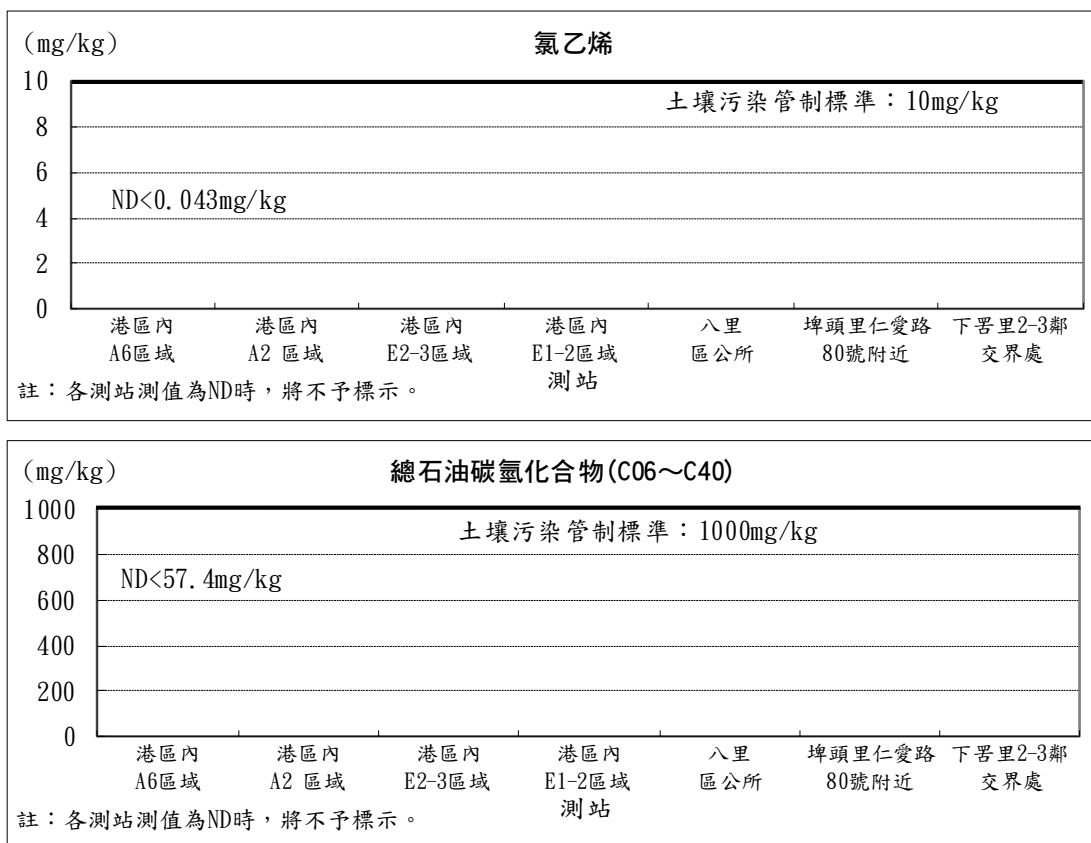 (mg/kg)
氯乙烯
10
土壤污染管制標準：10mg/kg
8
6
ND<0.043mg/kg
4
2
0
港區內 港區內 港區內 港區內 八里 埤頭里仁愛路 下罟里2-3鄰
A6區域 A2 區域 E2-3區域 E1-2區域 區公所 80號附近 交界處
測站
註：各測站測值為ND時，將不予標示。
(mg/kg)
總石油碳氫化合物(C06～C40)
1000
土壤污染管制標準：1000mg/kg
800
ND<57.4mg/kg
600
400
200
0
港區內 港區內 港區內 港區內 八里 埤頭里仁愛路 下罟里2-3鄰
A6區域 A2 區域 E2-3區域 E1-2區域 區公所 80號附近 交界處
測站
註：各測站測值為ND時，將不予標示。